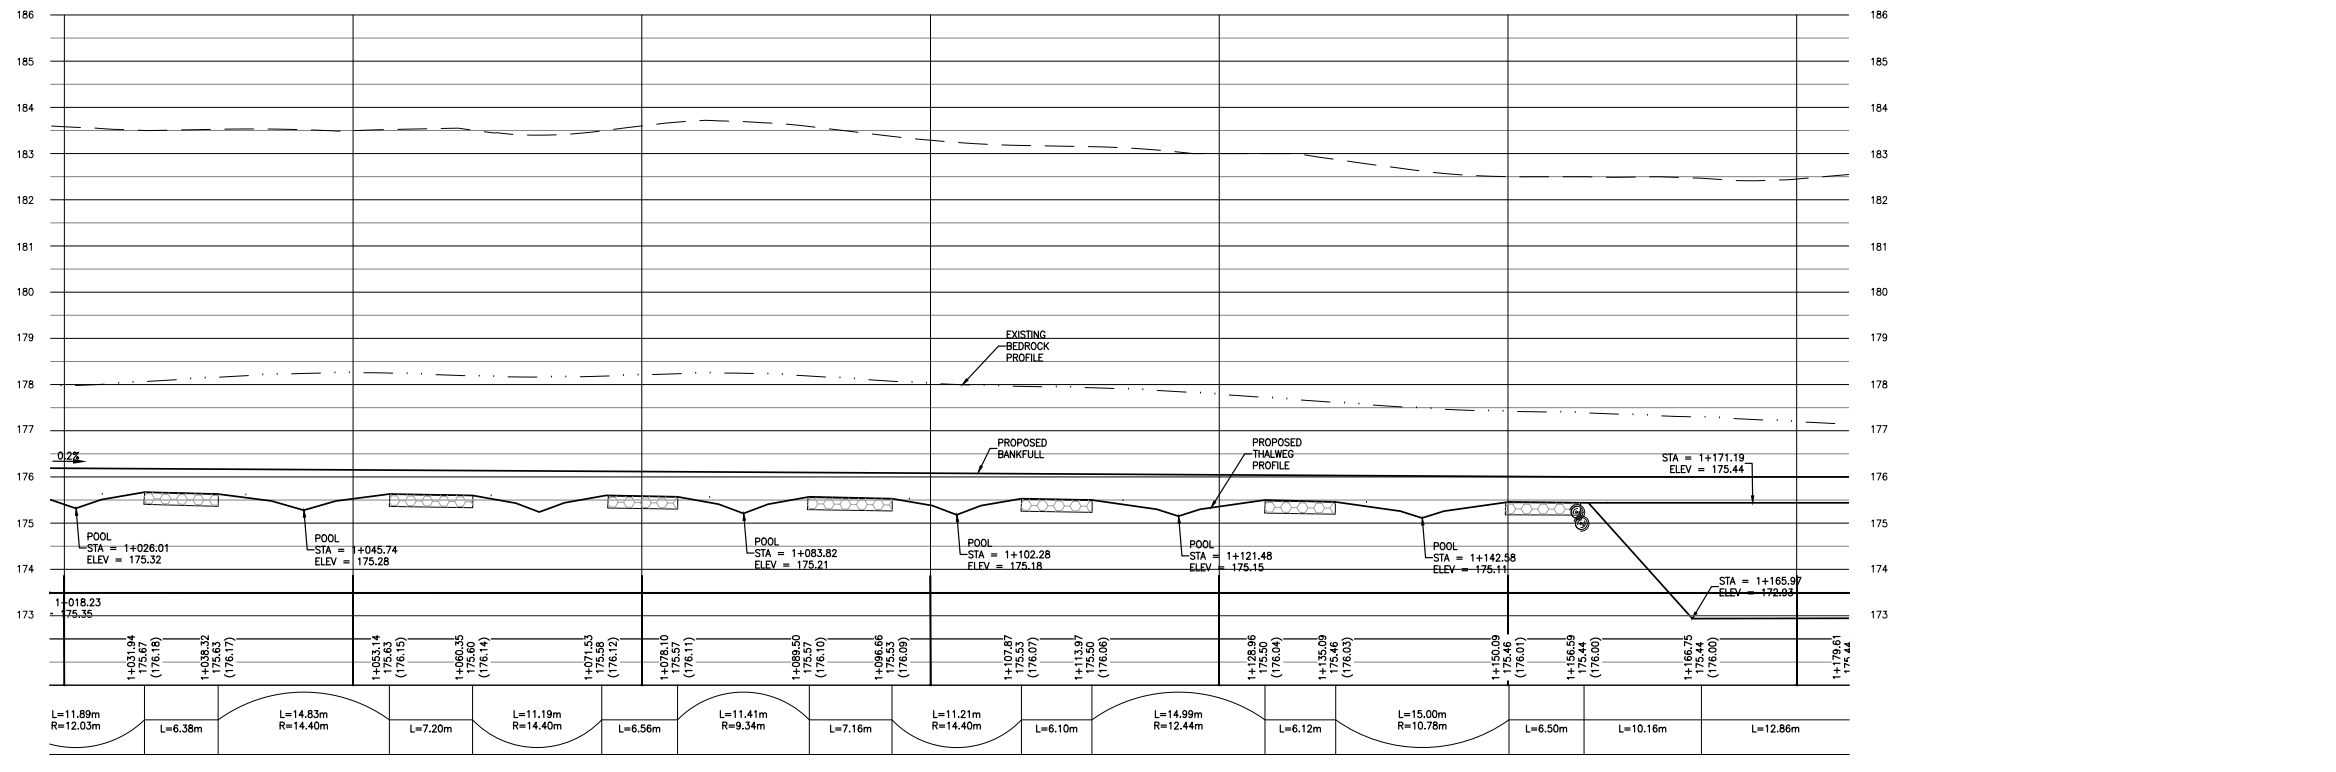 186
186
185
185
184
184
183
183
182
182
181
181
180
180
179
179
EXISTING
BEDROCK
PROFILE
178
178
177
177
PROPOSED
BANKFULL
PROPOSED
THALWEG
PROFILE
0.2%
STA = 1+171.19
ELEV = 175.44
176
176
175
175
POOL
STA = 1+026.01
ELEV = 175.32
POOL
STA = 1+045.74
ELEV = 175.28
POOL
STA = 1+083.82
ELEV = 175.21
POOL
STA = 1+102.28
ELEV = 175.18
POOL
STA = 1+121.48
ELEV = 175.15
POOL
STA = 1+142.58
ELEV = 175.11
174
174
STA = 1+165.97
ELEV = 172.93
1+018.23
175.35
173
173
1+031.94
175.67
(176.18)
1+038.32
175.63
(176.17)
1+053.14
175.63
(176.15)
1+060.35
175.60
(176.14)
1+071.53
175.58
(176.12)
1+078.10
175.57
(176.11)
1+089.50
175.57
(176.10)
1+096.66
175.53
(176.09)
1+107.87
175.53
(176.07)
1+113.97
175.50
(176.06)
1+128.96
175.50
(176.04)
1+135.09
175.46
(176.03)
1+150.09
175.46
(176.01)
1+156.59
175.44
(176.00)
1+166.75
175.44
(176.00)
1+179.61
175.44
L=11.89m
R=12.03m
L=6.38m
L=14.83m
R=14.40m
L=7.20m
L=11.19m
R=14.40m
L=6.56m
L=11.41m
R=9.34m
L=7.16m
L=11.21m
R=14.40m
L=6.10m
L=14.99m
R=12.44m
L=6.12m
L=15.00m
R=10.78m
L=6.50m
L=10.16m
L=12.86m